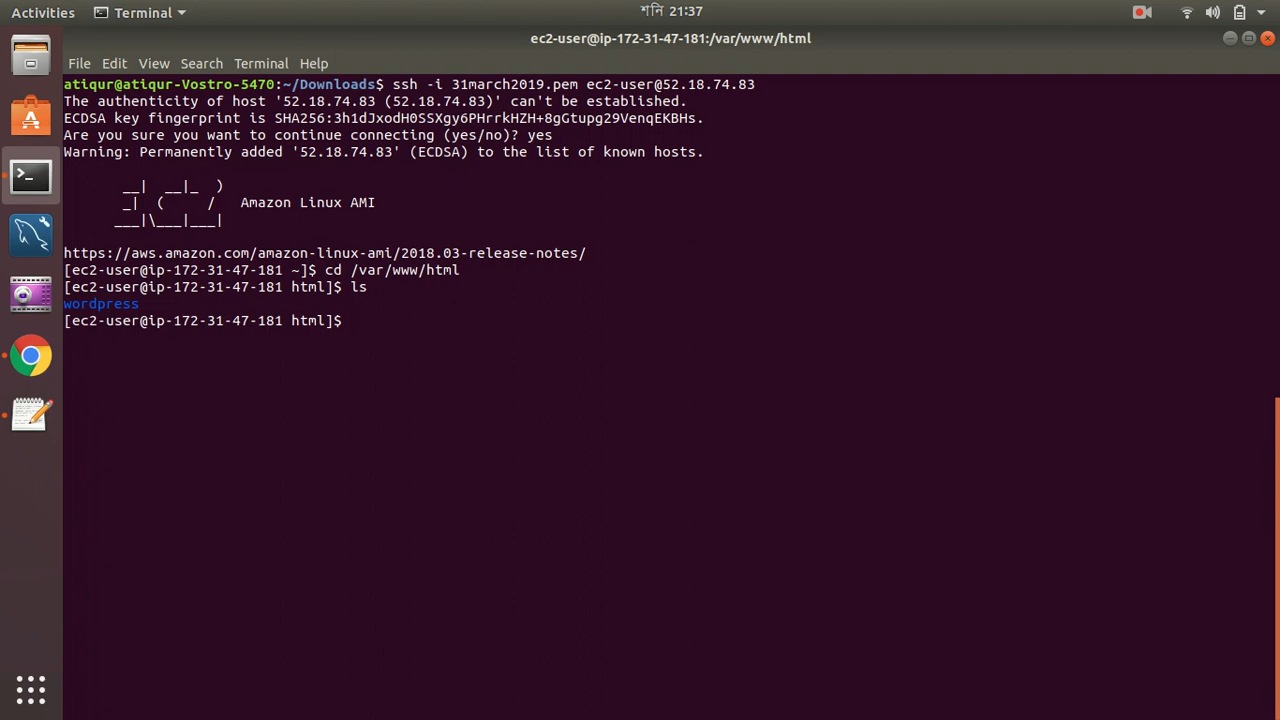 Activities
Terminal
শনি 21:37
ec2-user@ip-172-31-47-181:/var/www/html
File Edit View Search Terminal Help
atiqur@atiqur-Vostro-5470:~/Downloads$ ssh -i 31march2019.pem ec2-user@52.18.74.83
The authenticity of host '52.18.74.83 (52.18.74.83)' can't be established.
ECDSA key fingerprint is SHA256:3h1dJxodH0SSXgy6PHrrkHZH+8gGtupg29VenqEKBHs.
Are you sure you want to continue connecting (yes/no)? yes
Warning: Permanently added '52.18.74.83' (ECDSA) to the list of known hosts.
       __|  __|_  )
       _|  (     /   Amazon Linux AMI
      ___|\___|___|
https://aws.amazon.com/amazon-linux-ami/2018.03-release-notes/
[ec2-user@ip-172-31-47-181 ~]$ cd /var/www/html
[ec2-user@ip-172-31-47-181 html]$ ls
wordpress
[ec2-user@ip-172-31-47-181 html]$